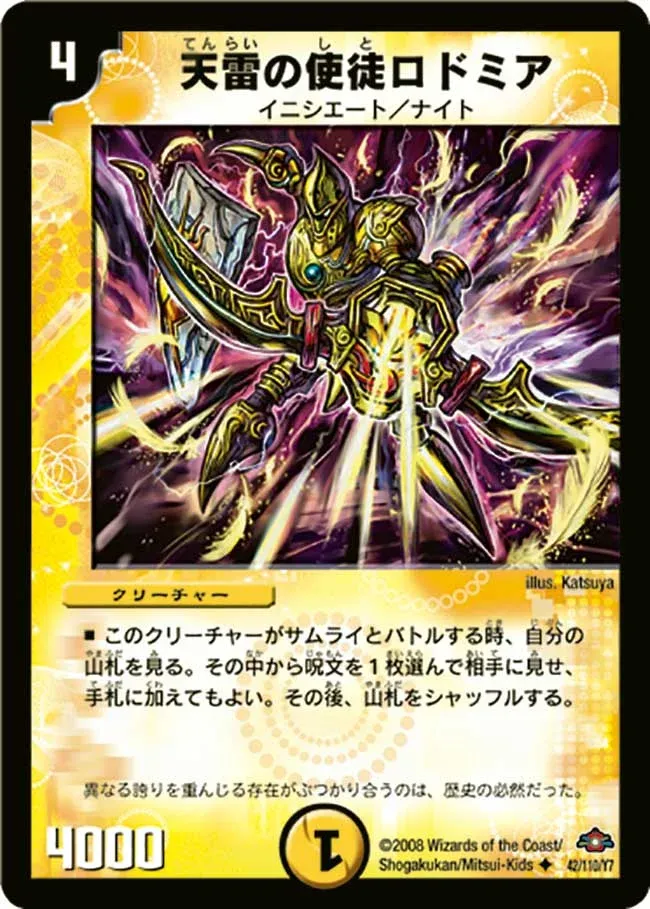 4
てんらい しと
天雷の使徒ロドミア
イニシエート／ナイト
illus. Katsuya
クリーチャー
■ このクリーチャーがサムライとバトルする時、自分の
山札を見る。その中から呪文を1枚選んで相手に見せ、
手札に加えてもよい。その後、山札をシャッフルする。
異なる誇りを重んじる存在がぶつかり合うのは、歴史の必然だった。
4000
1
©2008 Wizards of the Coast/
Shogakukan/Mitsui-Kids
42/110/Y7